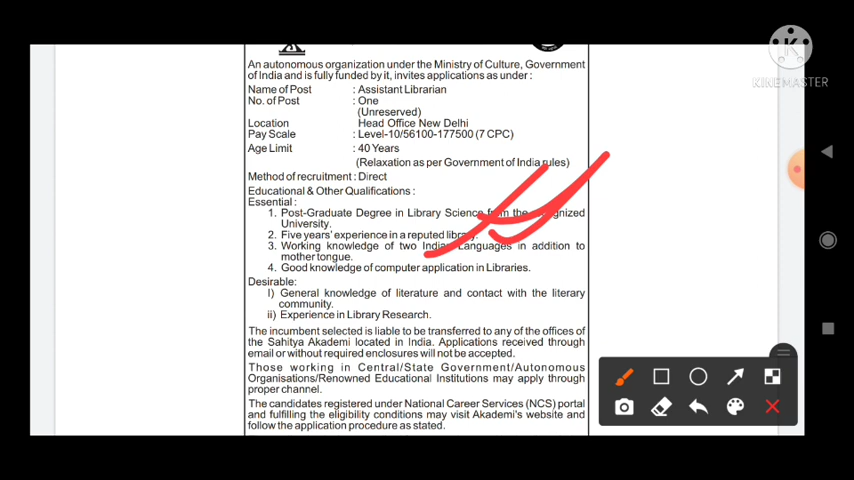 An autonomous organization under the Ministry of Culture, Government
of India and is fully funded by it, invites applications as under :
Name of Post : Assistant Librarian
No. of Post : One
(Unreserved)
Location Head Office New Delhi
Pay Scale : Level-10/56100-177500 (7 CPC)
Age Limit : 40 Years
(Relaxation as per Government of India rules)
Method of recruitment : Direct
Educational & Other Qualifications :
Essential :
1. Post-Graduate Degree in Library Science from the recognized
University.
2. Five years' experience in a reputed library.
3. Working knowledge of two Indian Languages in addition to
mother tongue.
4. Good knowledge of computer application in Libraries.
Desirable:
I) General knowledge of literature and contact with the literary
community.
ii) Experience in Library Research.
The incumbent selected is liable to be transferred to any of the offices of
the Sahitya Akademi located in India. Applications received through
email or without required enclosures will not be accepted.
Those working in Central/State Government/Autonomous
Organisations/Renowned Educational Institutions may apply through
proper channel.
The candidates registered under National Career Services (NCS) portal
and fulfilling the eligibility conditions may visit Akademi's website and
follow the application procedure as stated.
K
KINEMASTER